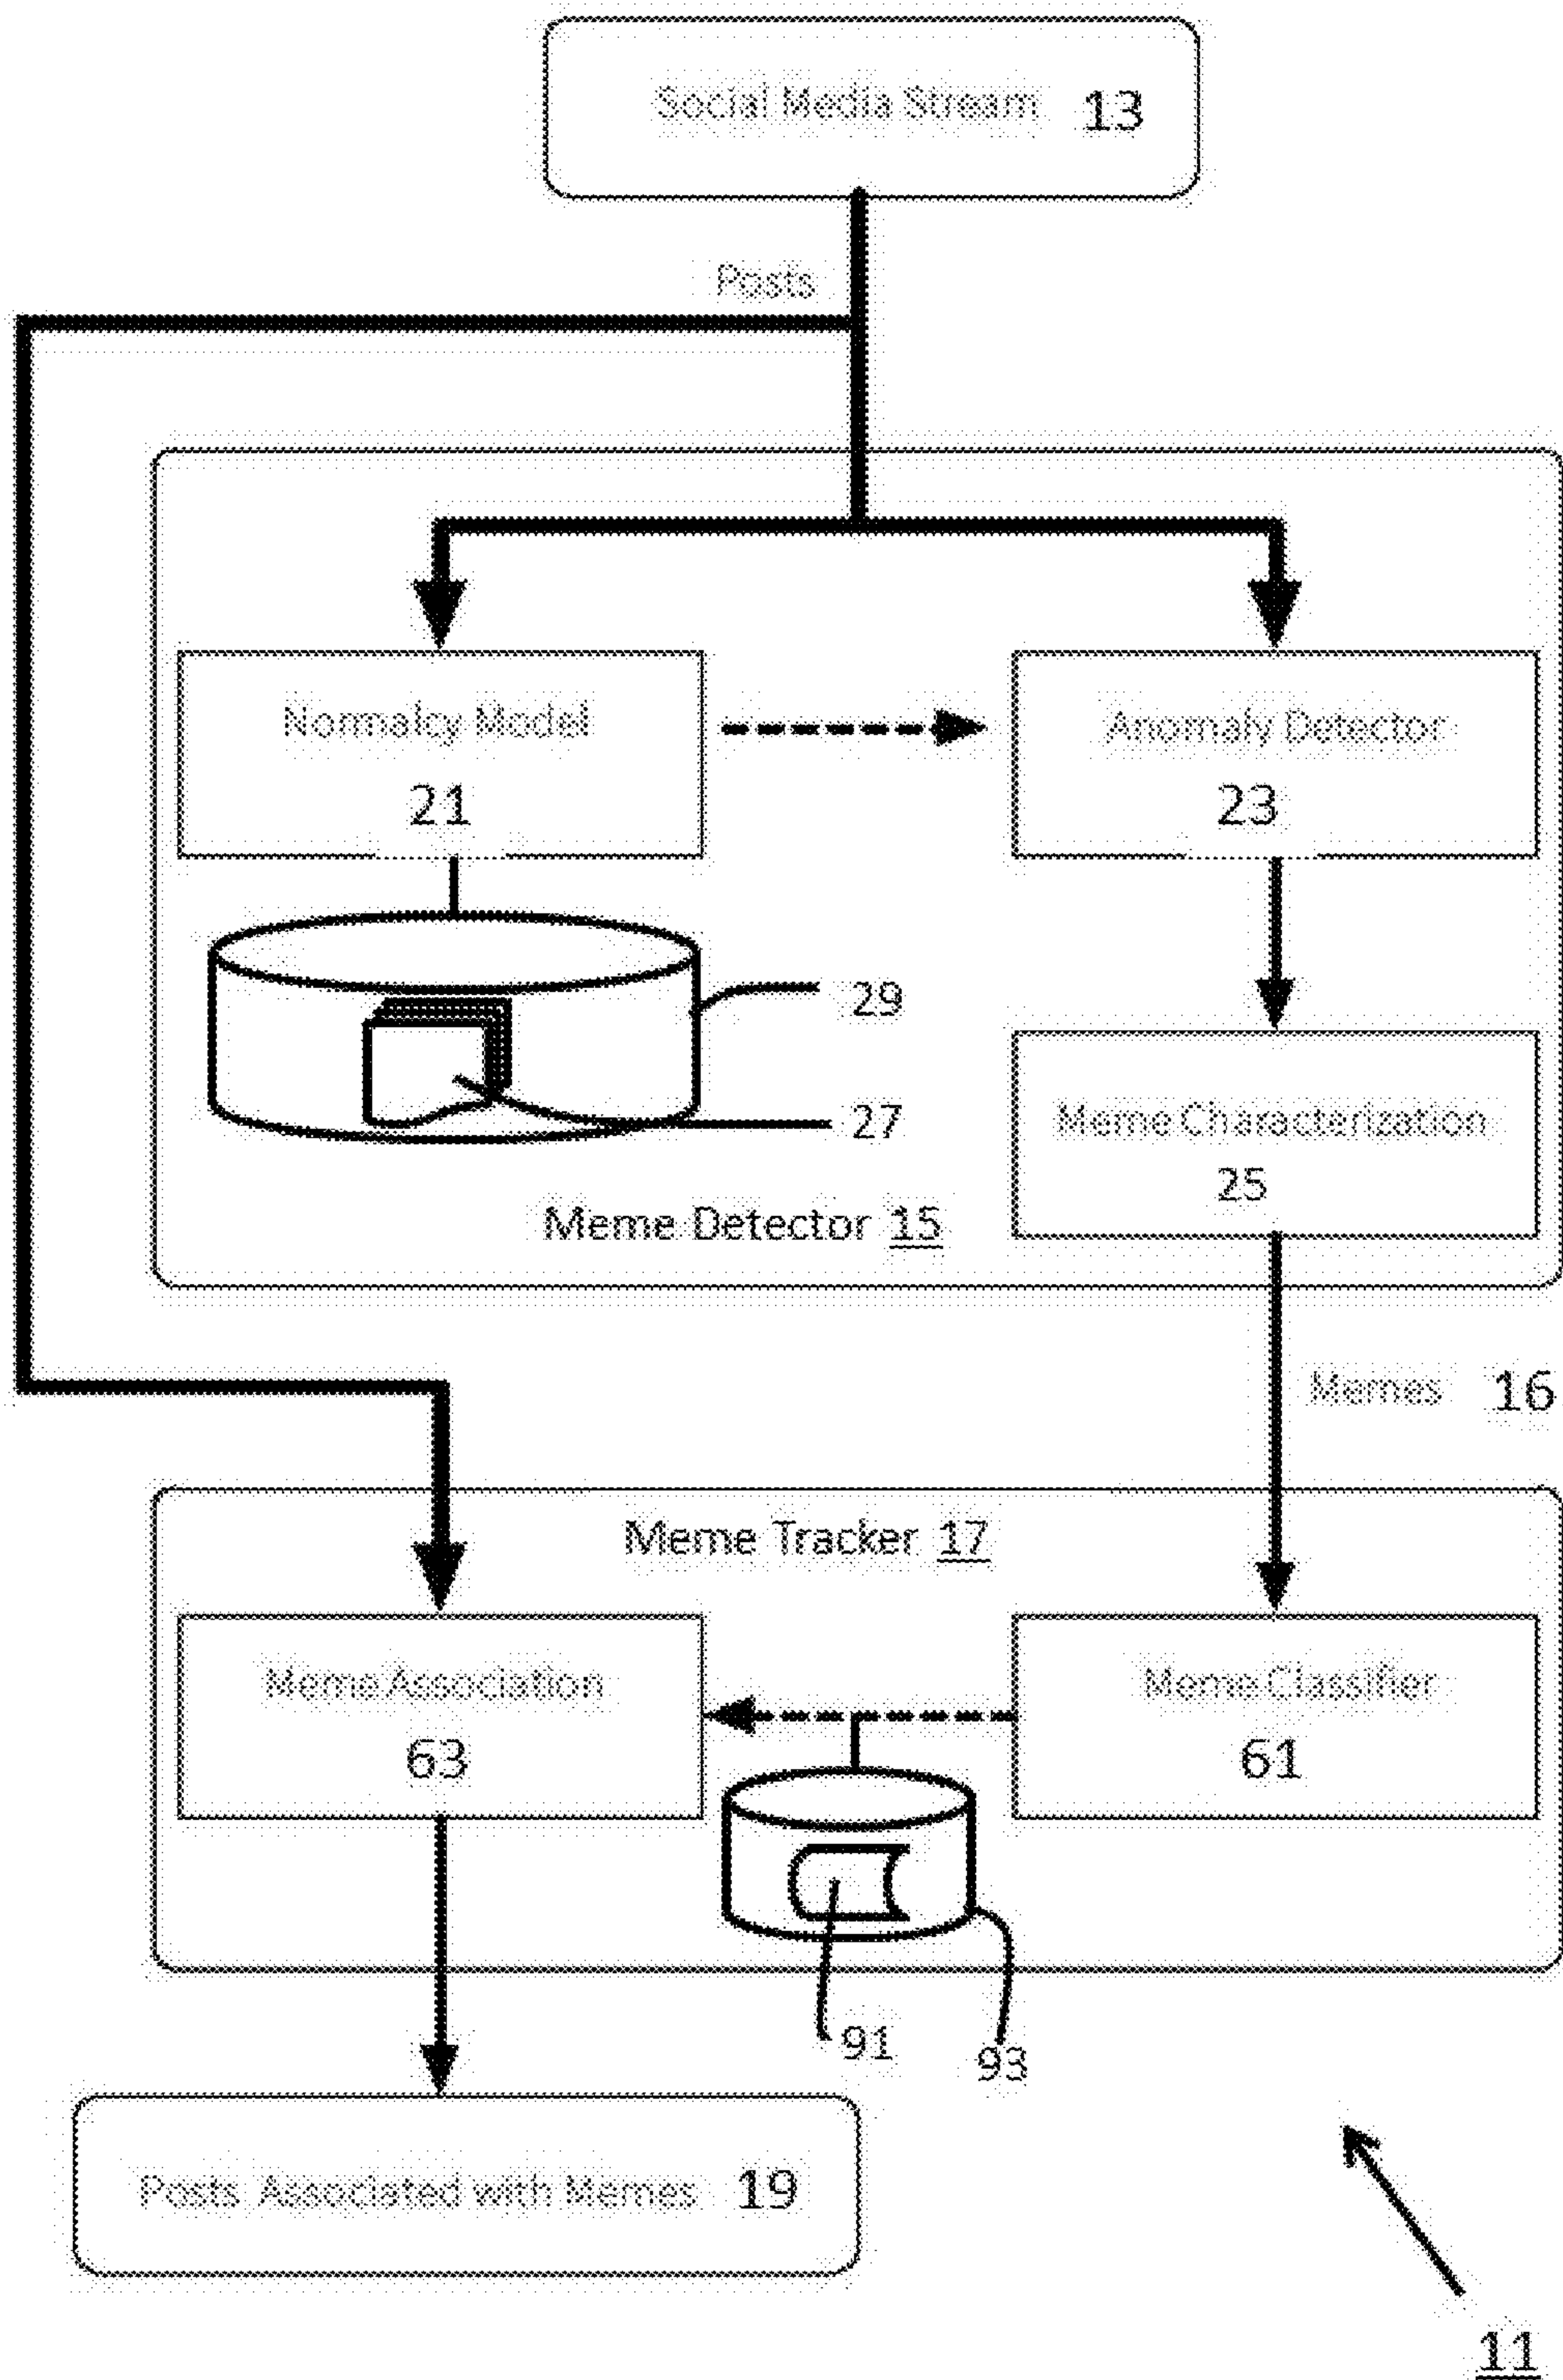 Social Media Stream 13
Posts
Normalcy Model
21
Anomaly Detector
23
29
27
Meme Characterization
25
Meme Detector 15
Memes 16
Meme Tracker 17
Meme Association
63
Meme Classifier
61
91
93
Posts Associated with Memes 19
11